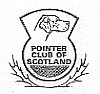 POINTER
CLUB OF
SCOTLAND